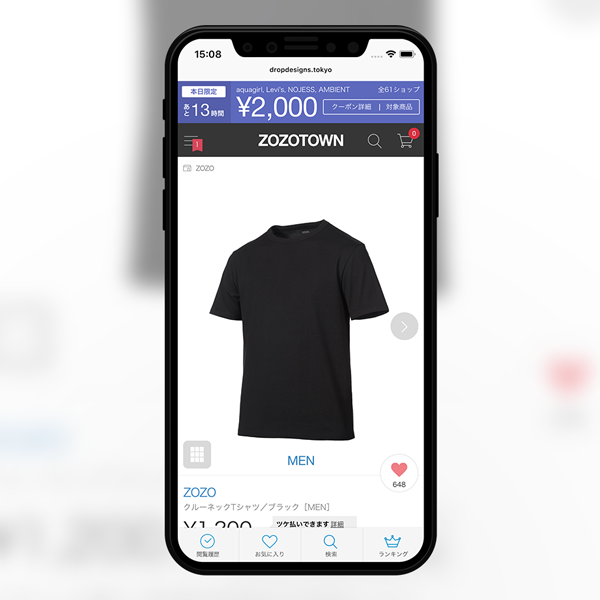 15:08
dropdesigns.tokyo
本日限定
あと13時間
aquagirl, Levi's, NOJESS, AMBIENT
全61ショップ
¥2,000
クーポン詳細 | 対象商品
1
ZOZOTOWN
0
ZOZO
MEN
648
ZOZO
クルーネックTシャツ／ブラック［MEN］
¥1,200
ツケ払いできます 詳細
閲覧履歴
お気に入り
検索
ランキング